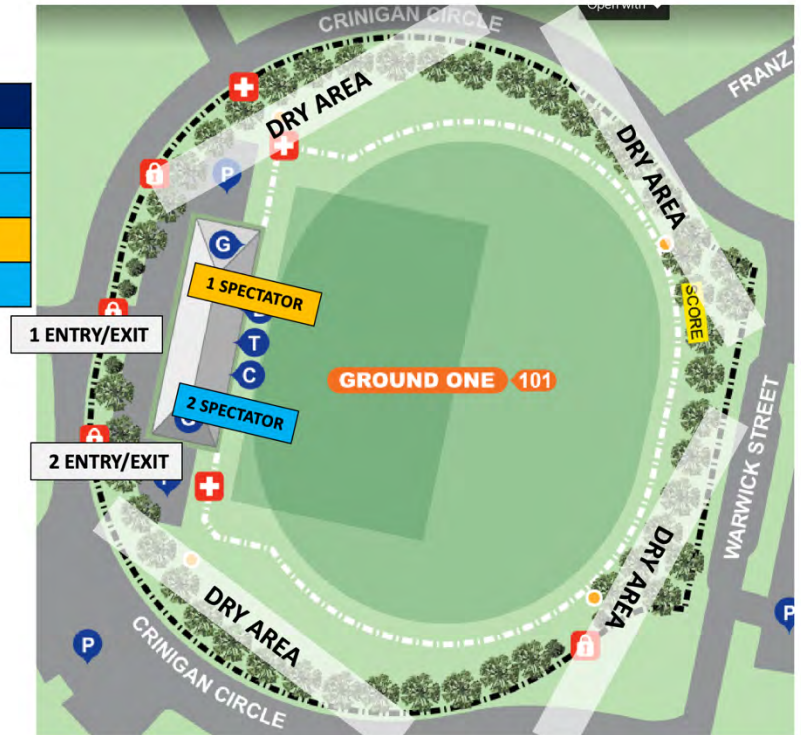 Open with
CRINIGAN CIRCLE
FRANZ
DRY AREA
DRY AREA
P
G
1 SPECTATOR
SCORE
1 ENTRY/EXIT
T
C
GROUND ONE 101
2 SPECTATOR
2 ENTRY/EXIT
WARWICK STREET
DRY AREA
DRY AREA
P
P
CRINIGAN CIRCLE